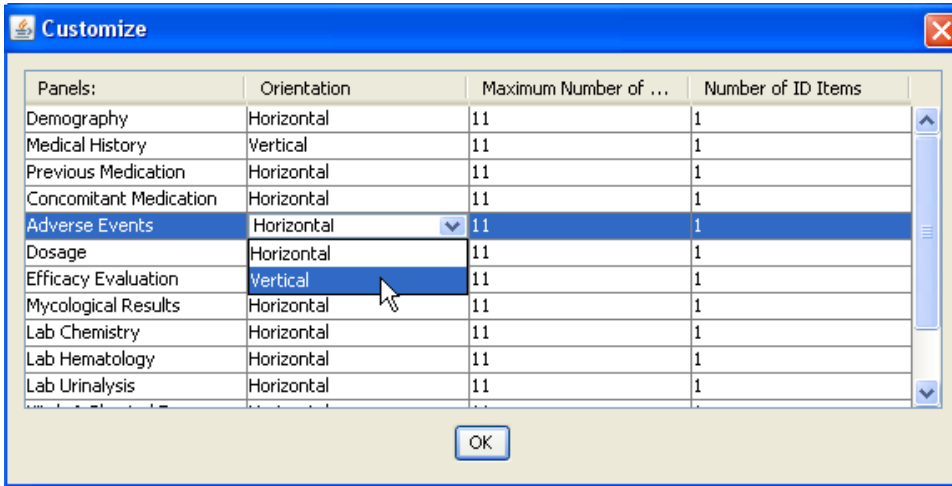 Customize
Panels: Orientation Maximum Number of ... Number of ID Items
Demography Horizontal 11 1
Medical History Vertical 11 1
Previous Medication Horizontal 11 1
Concomitant Medication Horizontal 11 1
Adverse Events Horizontal 11 1
Dosage Horizontal 11 1
Efficacy Evaluation Vertical 11 1
Mycological Results Horizontal 11 1
Lab Chemistry Horizontal 11 1
Lab Hematology Horizontal 11 1
Lab Urinalysis Horizontal 11 1
OK